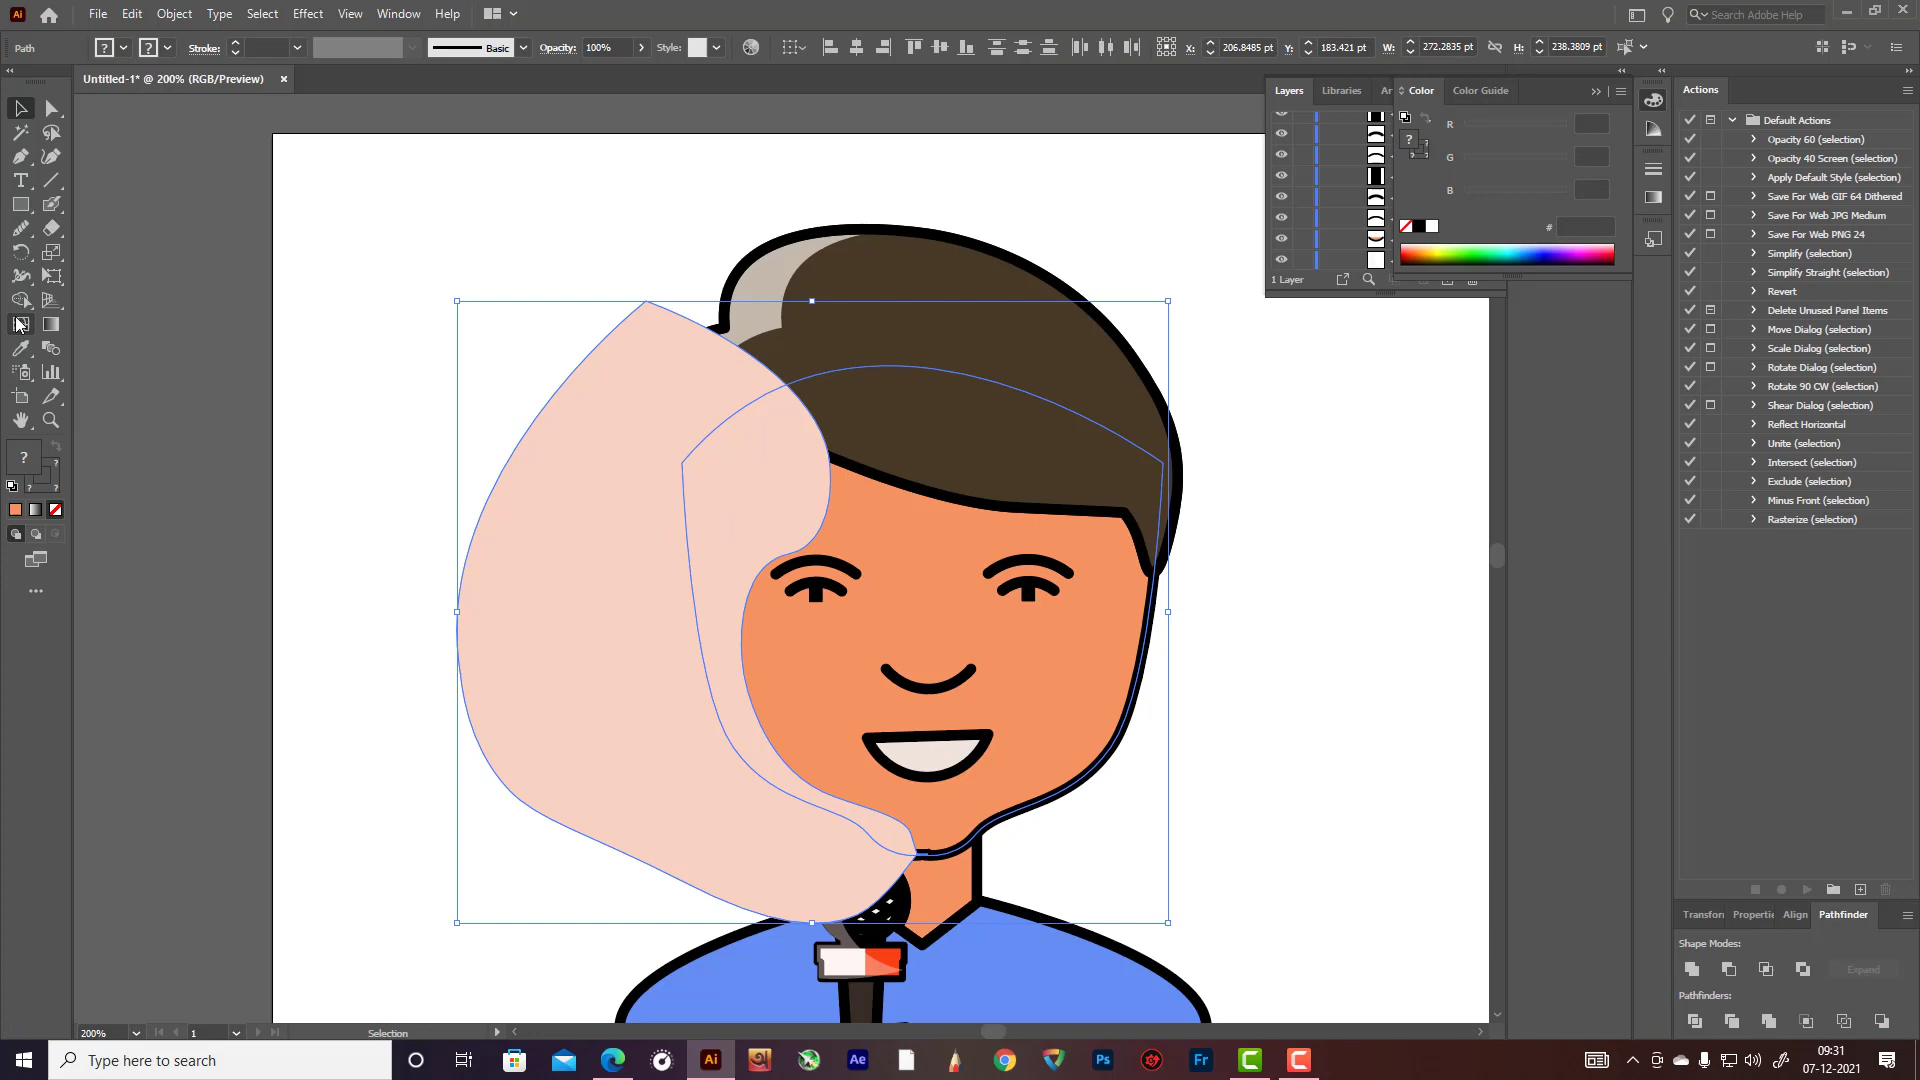 Ai File Edit Object Type Select Effect View Window Help Search Adobe Help
Path ? ? Stroke: Basic Opacity: 100% Style: X: 206.8485 pt Y: 183.421 pt W: 272.2835 pt H: 238.3809 pt
Untitled-1* @ 200% (RGB/Preview) ×
Layers Libraries Ar Color Color Guide
R
G
B
#
1 Layer
Actions
Default Actions
Opacity 60 (selection)
Opacity 40 Screen (selection)
Apply Default Style (selection)
Save For Web GIF 64 Dithered
Save For Web JPG Medium
Save For Web PNG 24
Simplify (selection)
Simplify Straight (selection)
Revert
Delete Unused Panel Items
Move Dialog (selection)
Scale Dialog (selection)
Rotate Dialog (selection)
Rotate 90 CW (selection)
Shear Dialog (selection)
Reflect Horizontal
Unite (selection)
Intersect (selection)
Exclude (selection)
Minus Front (selection)
Rasterize (selection)
Transforn Propertie Align Pathfinder
Shape Modes:
Expand
Pathfinders:
200% 1 Selection
Type here to search
Ai Ae Ps Fr
09:31
07-12-2021